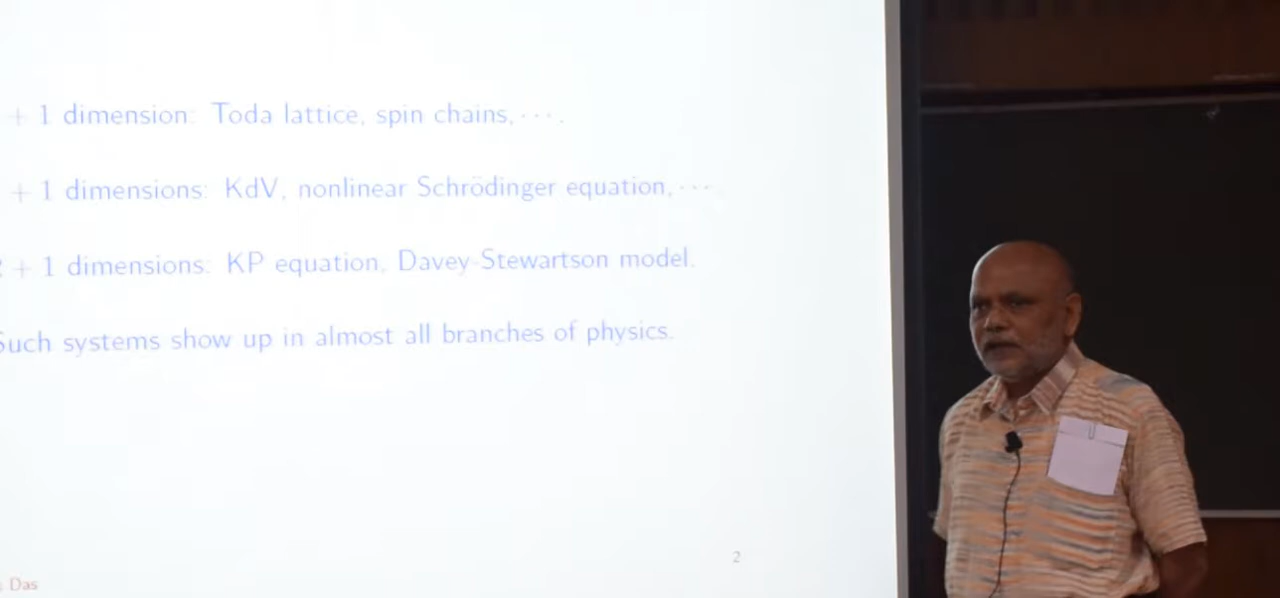 + 1 dimension: Toda lattice, spin chains, ··· .
+ 1 dimensions: KdV, nonlinear Schrödinger equation, ···
+ 1 dimensions: KP equation, Davey-Stewartson model.
Such systems show up in almost all branches of physics.
2
Das